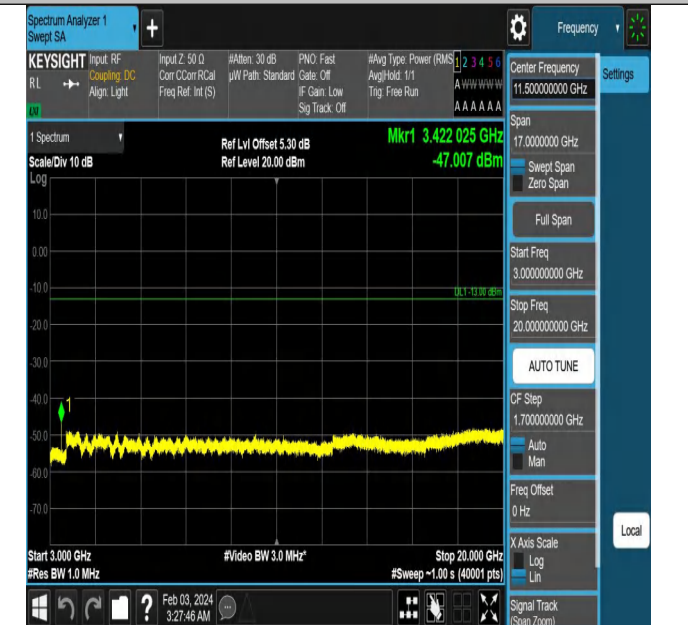 Spectrum Analyzer 1
Swept SA
+
Frequency
KEYSIGHT
RL
LXI
Input: RF
Coupling: DC
Align: Light
Input Z: 50 Ω
Corr CCorr RCal
Freq Ref: Int (S)
#Atten: 30 dB
µW Path: Standard
PNO: Fast
Gate: Off
IF Gain: Low
Sig Track: Off
#Avg Type: Power (RMS
Avg|Hold: 1/1
Trig: Free Run
1 2 3 4 5 6
A W W W W W
A A A A A A
Center Frequency
11.500000000 GHz
Settings
Span
17.0000000 GHz
Swept Span
Zero Span
Full Span
Start Freq
3.000000000 GHz
Stop Freq
20.000000000 GHz
AUTO TUNE
CF Step
1.700000000 GHz
Auto
Man
Freq Offset
0 Hz
X Axis Scale
Log
Lin
Signal Track
(Span Zoom)
Local
1 Spectrum
Scale/Div 10 dB
Log
Ref Lvl Offset 5.30 dB
Ref Level 20.00 dBm
Mkr1 3.422 025 GHz
-47.007 dBm
10.0
0.00
-10.0
UL1 -13.00 dBm
-20.0
-30.0
-40.0
1
-50.0
-60.0
-70.0
Start 3.000 GHz
#Res BW 1.0 MHz
#Video BW 3.0 MHz*
Stop 20.000 GHz
#Sweep ~1.00 s (40001 pts)
?
Feb 03, 2024
3:27:46 AM